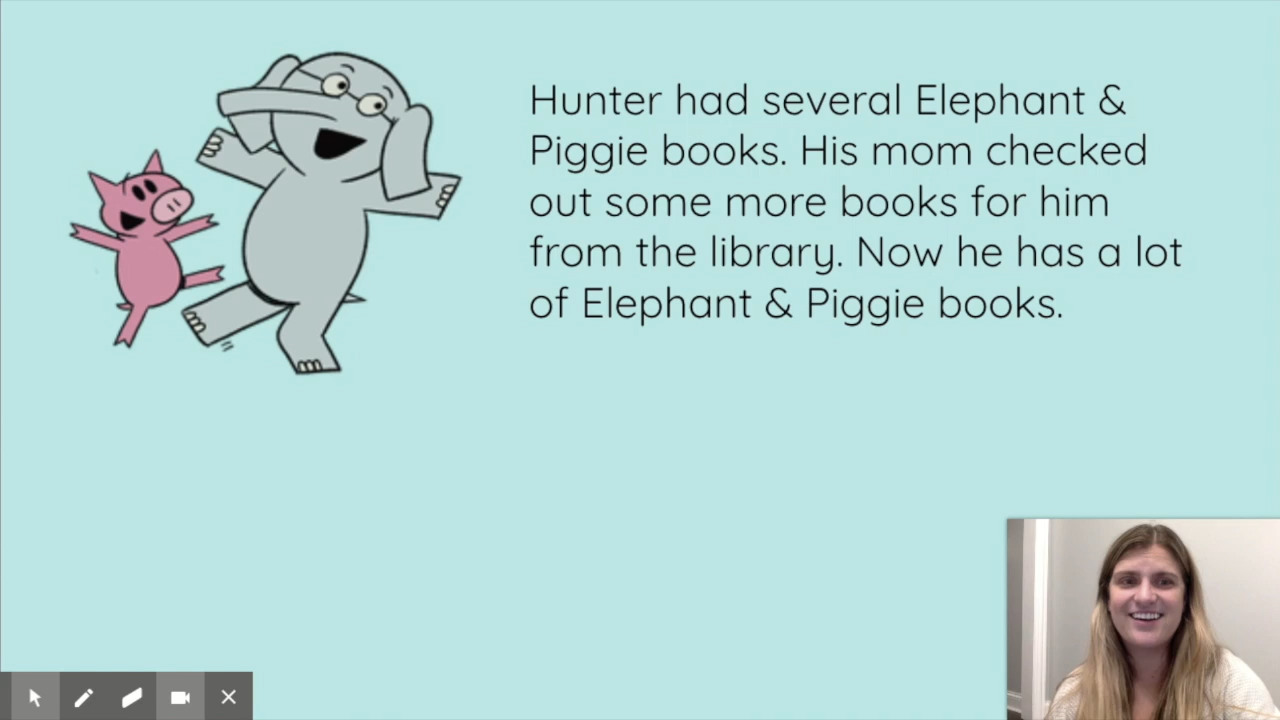 Hunter had several Elephant &
Piggie books. His mom checked
out some more books for him
from the library. Now he has a lot
of Elephant & Piggie books.